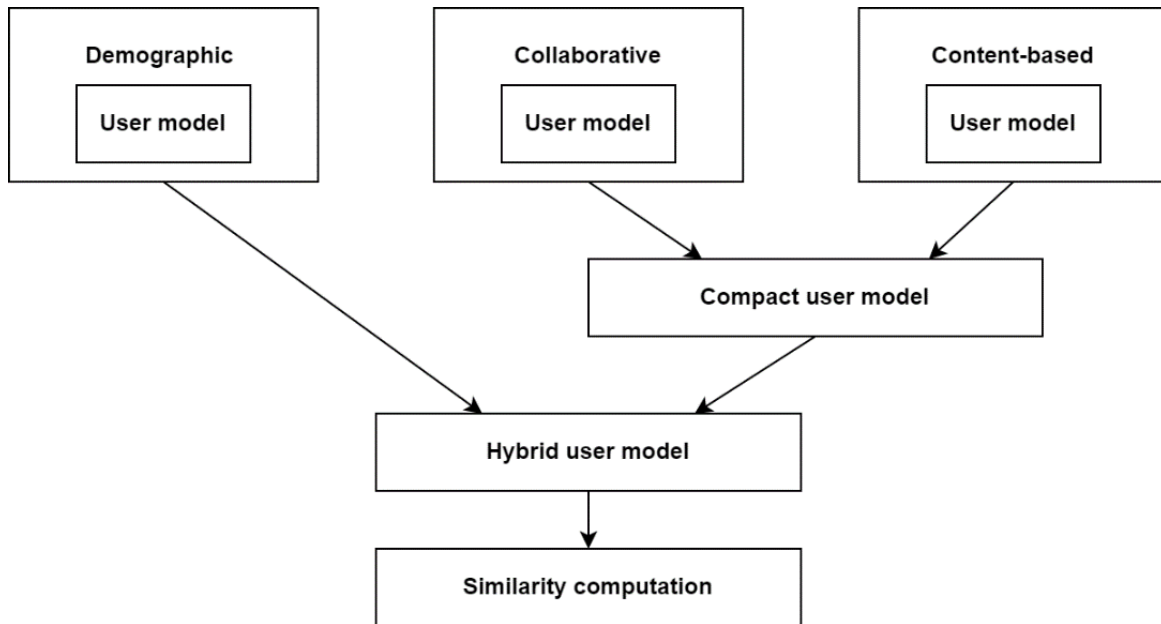 Demographic
Collaborative
Content-based
User model
User model
User model
Compact user model
Hybrid user model
Similarity computation